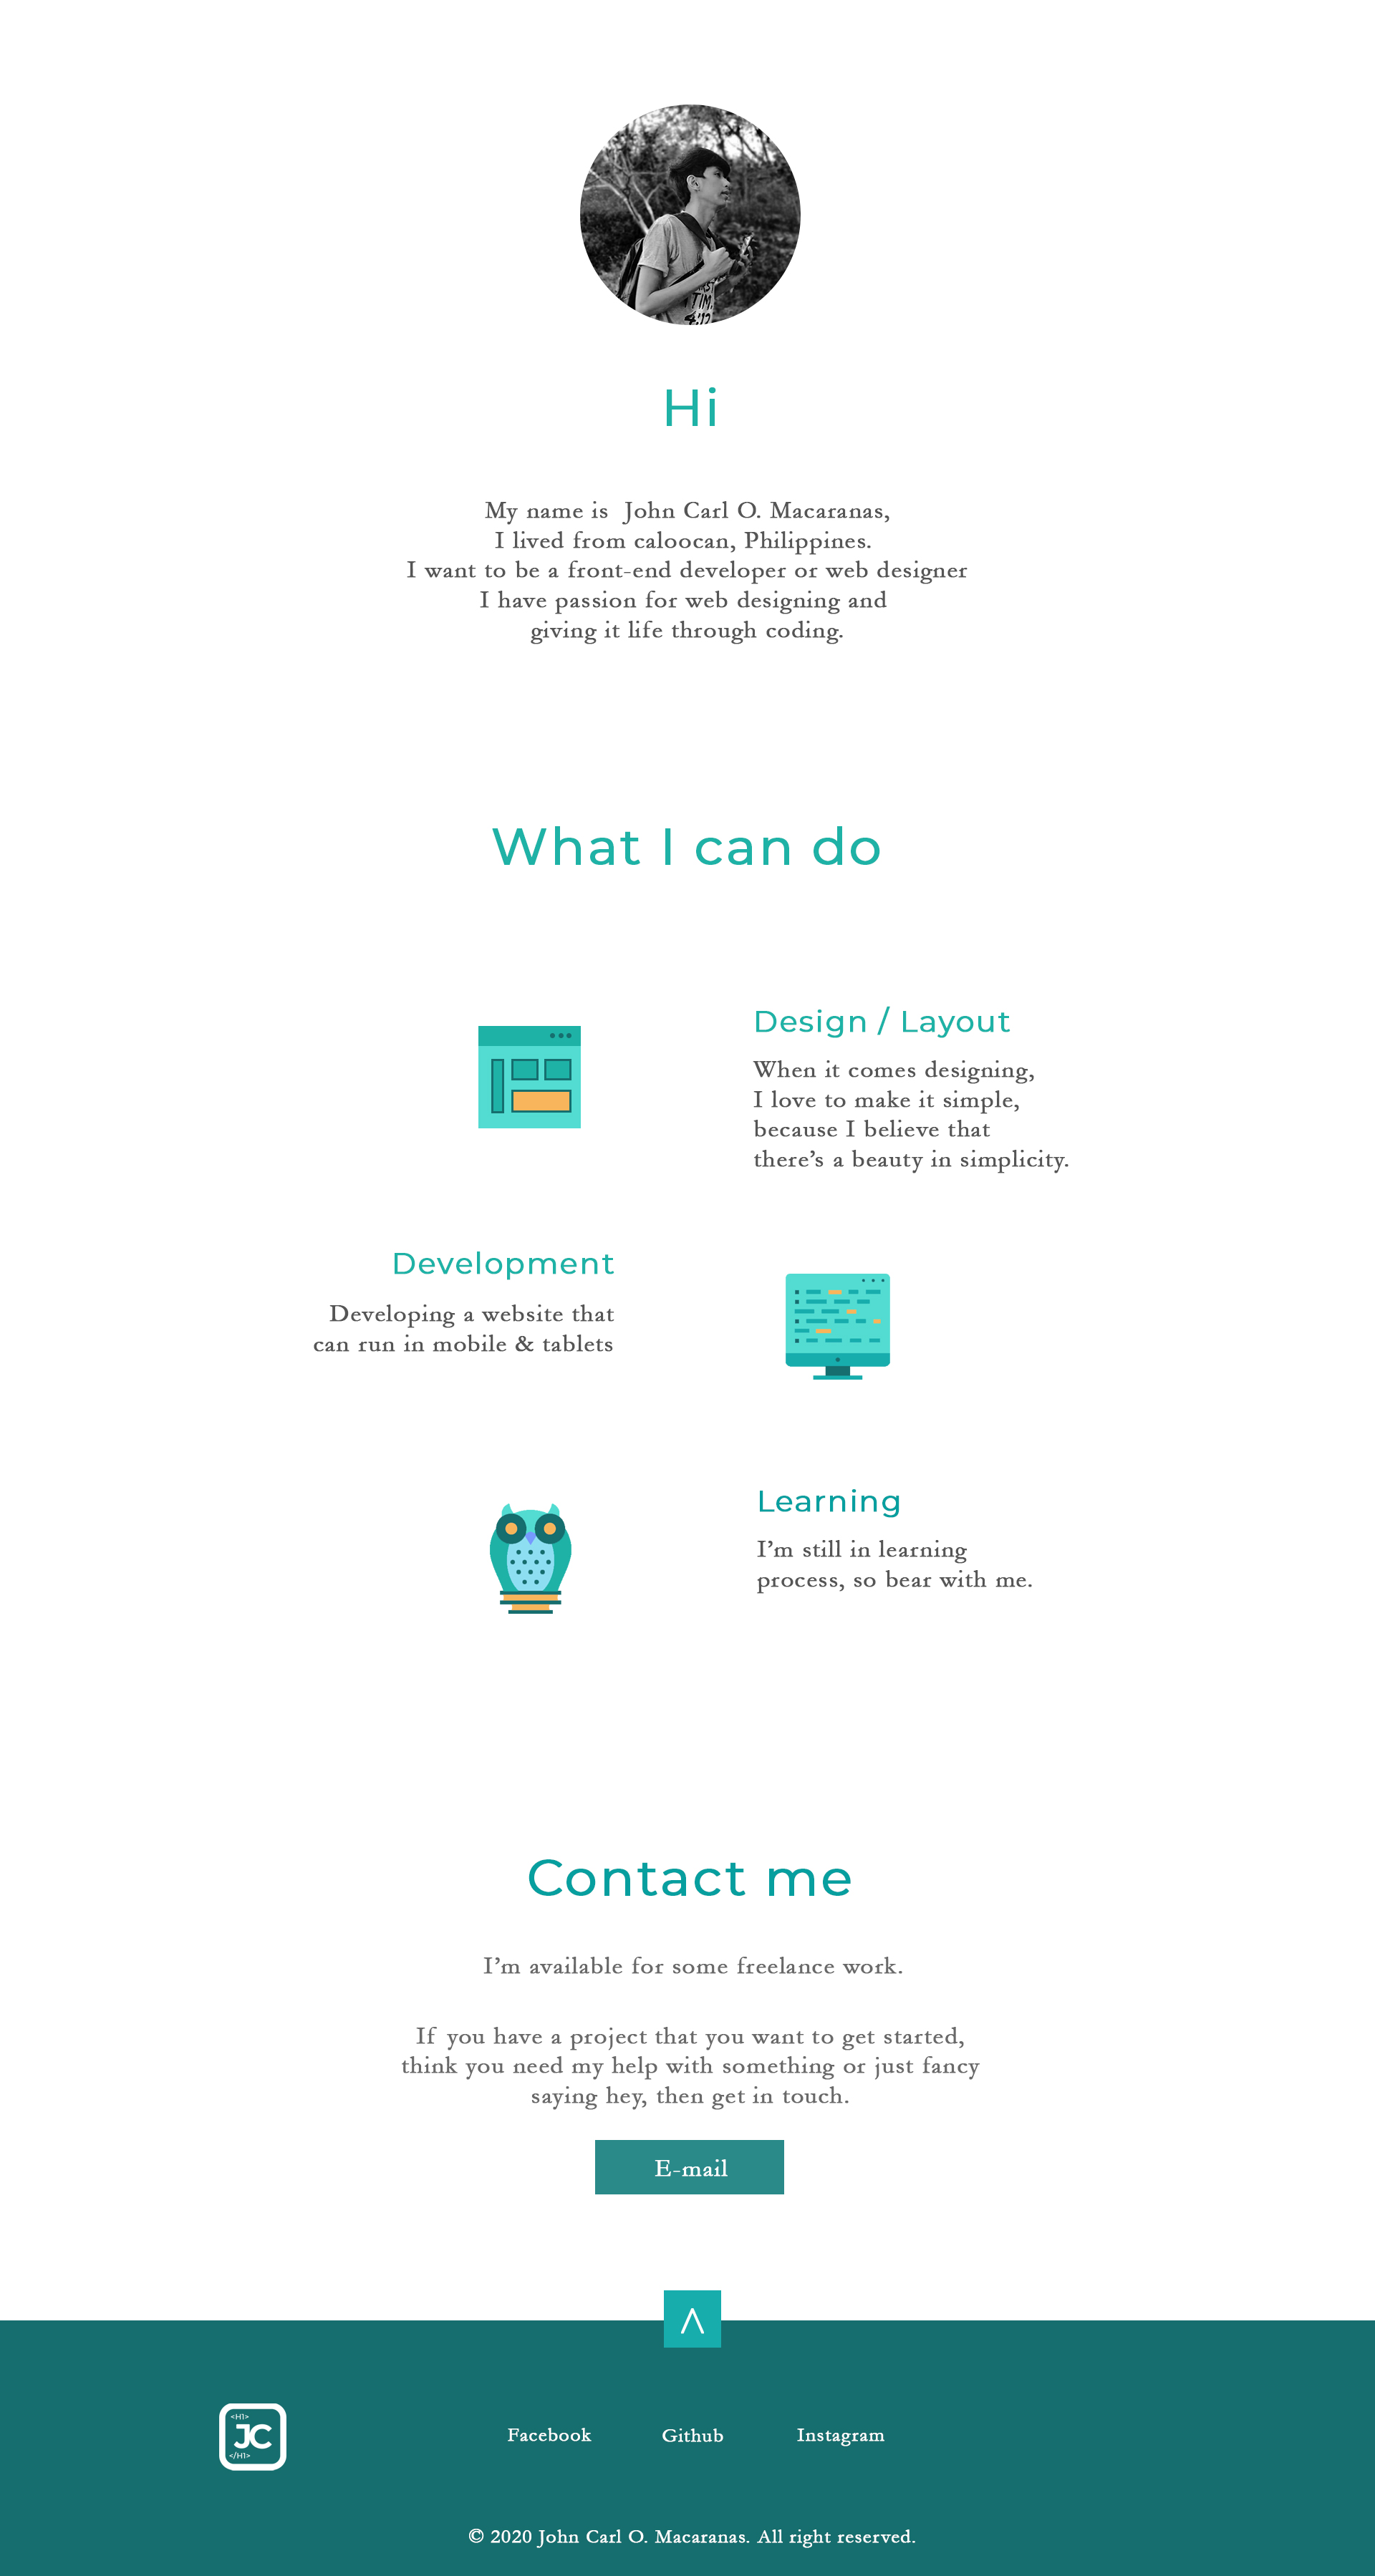 TIM.
4:12
Hi
My name is John Carl O. Macaranas,
I lived from caloocan, Philippines.
I want to be a front-end developer or web designer
I have passion for web designing and
giving it life through coding.
What I can do
Design / Layout
When it comes designing,
I love to make it simple,
because I believe that
there’s a beauty in simplicity.
Development
Developing a website that
can run in mobile & tablets
Learning
I’m still in learning
process, so bear with me.
Contact me
I’m available for some freelance work.
If you have a project that you want to get started,
think you need my help with something or just fancy
saying hey, then get in touch.
E-mail
<H1>
JC
</H1>
Facebook Github Instagram
© 2020 John Carl O. Macaranas. All right reserved.